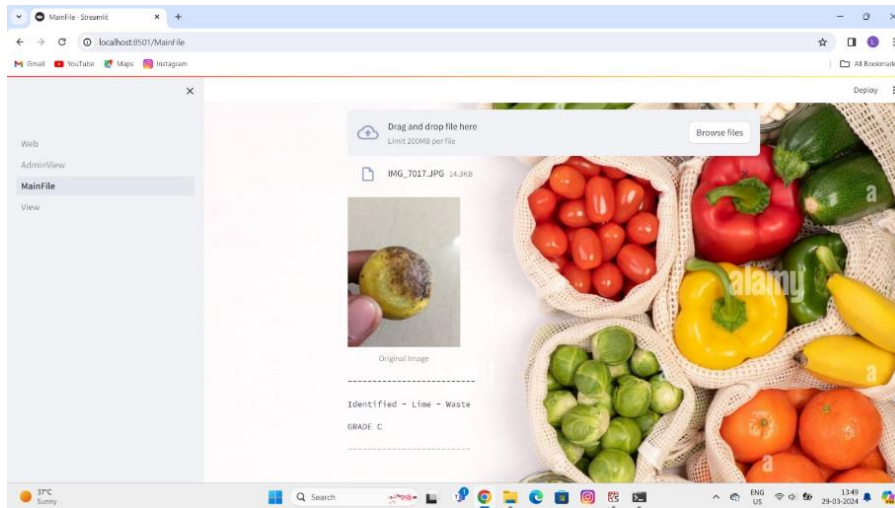 MainFile · Streamlit
localhost:8501/MainFile
Gmail
YouTube
Maps
Instagram
All Bookmark
Deploy
Web
AdminView
MainFile
View
Drag and drop file here
Limit 200MB per file
Browse files
IMG_7017.JPG 14.3KB
Original Image
-------------------------
Identified - Lime - Waste
GRADE C
-------------------------
alamy
a
a
a
37°C
Sunny
Search
ENG
US
13:49
29-03-2024